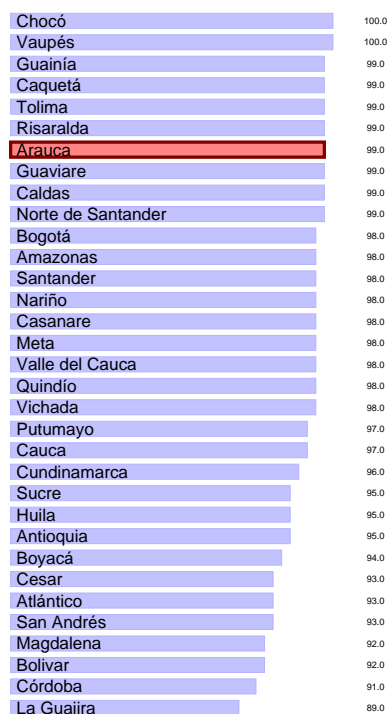 Chocó 100.0
Vaupés 100.0
Guainía 99.0
Caquetá 99.0
Tolima 99.0
Risaralda 99.0
Arauca 99.0
Guaviare 99.0
Caldas 99.0
Norte de Santander 99.0
Bogotá 98.0
Amazonas 98.0
Santander 98.0
Nariño 98.0
Casanare 98.0
Meta 98.0
Valle del Cauca 98.0
Quindío 98.0
Vichada 98.0
Putumayo 97.0
Cauca 97.0
Cundinamarca 96.0
Sucre 95.0
Huila 95.0
Antioquia 95.0
Boyacá 94.0
Cesar 93.0
Atlántico 93.0
San Andrés 93.0
Magdalena 92.0
Bolivar 92.0
Córdoba 91.0
La Guajira 89.0